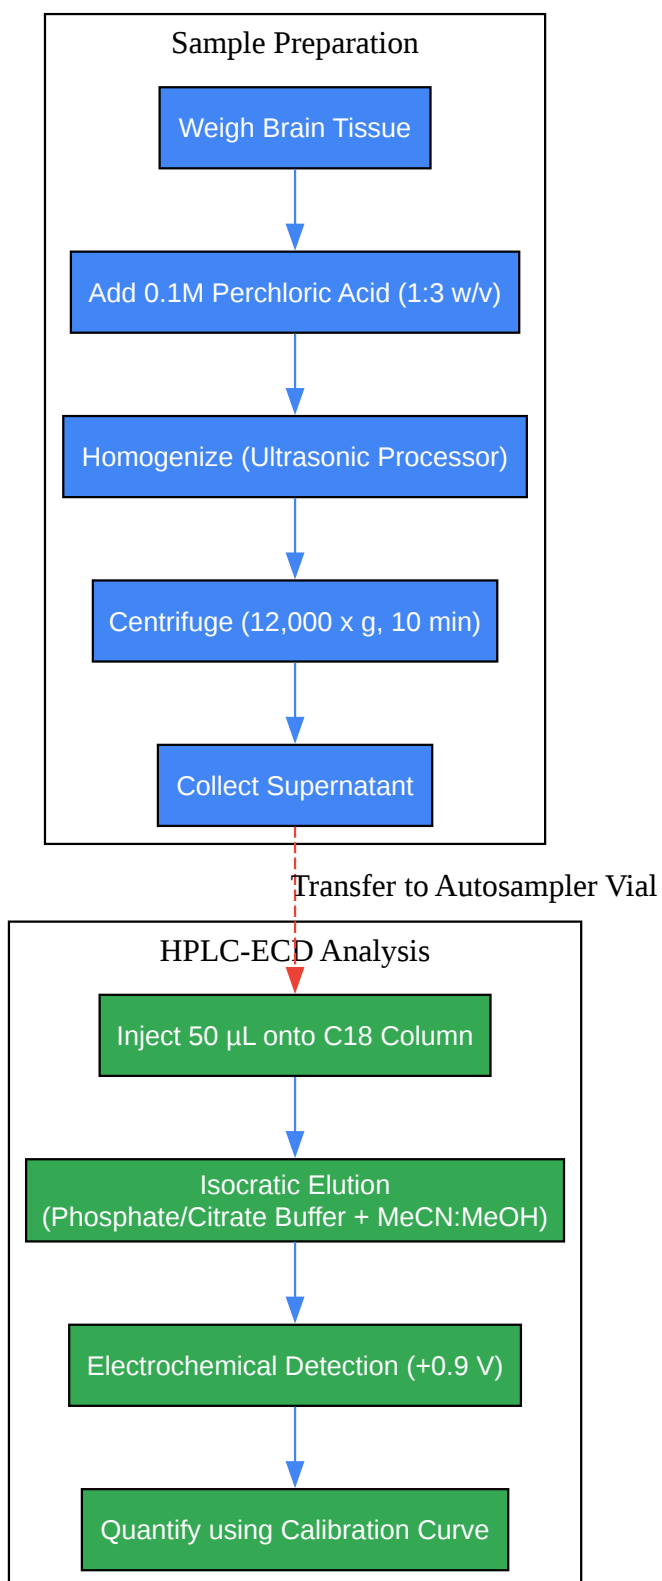 Sample Preparation
Weigh Brain Tissue
Add 0.1M Perchloric Acid (1:3 w/v)
Homogenize (Ultrasonic Processor)
Centrifuge (12,000 x g, 10 min)
Collect Supernatant
Transfer to Autosampler Vial
HPLC-ECD Analysis
Inject 50 µL onto C18 Column
Isocratic Elution
(Phosphate/Citrate Buffer + MeCN:MeOH)
Electrochemical Detection (+0.9 V)
Quantify using Calibration Curve